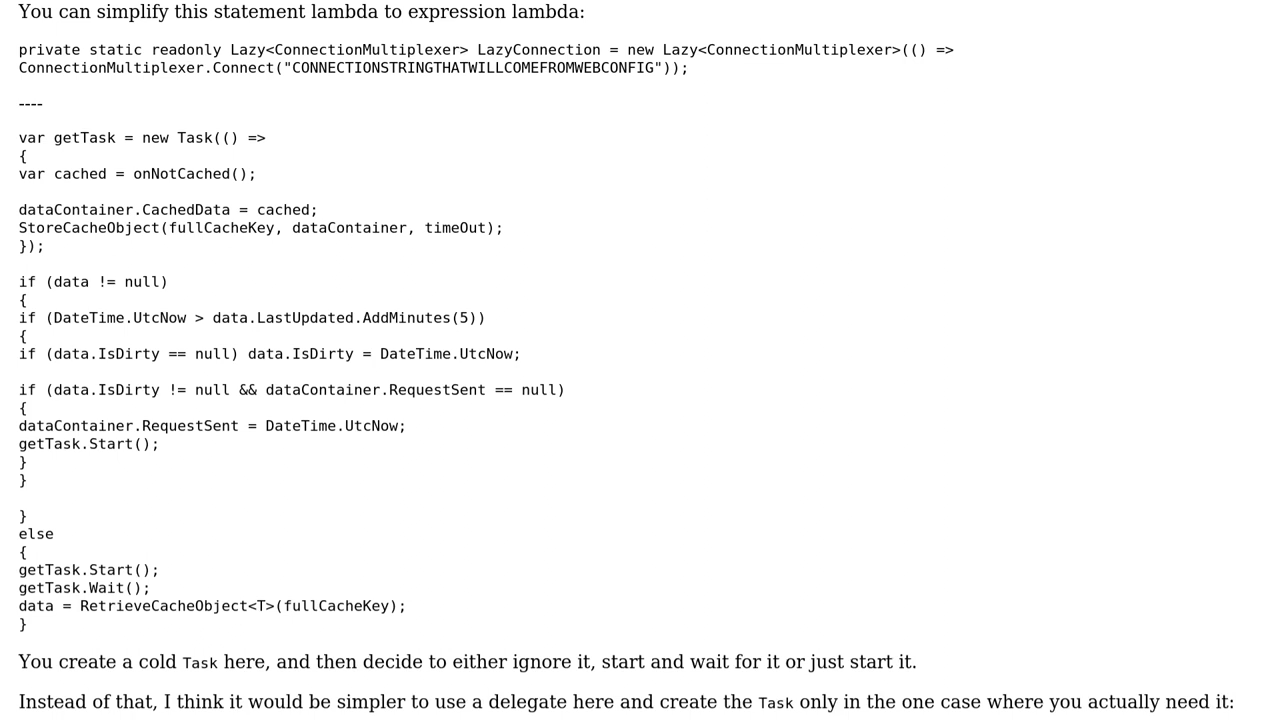 You can simplify this statement lambda to expression lambda:
private static readonly Lazy<ConnectionMultiplexer> LazyConnection = new Lazy<ConnectionMultiplexer>(() =>
ConnectionMultiplexer.Connect("CONNECTIONSTRINGTHATWILLCOMEFROMWEBCONFIG"));
----
var getTask = new Task(() =>
{
var cached = onNotCached();
dataContainer.CachedData = cached;
StoreCacheObject(fullCacheKey, dataContainer, timeOut);
});
if (data != null)
{
if (DateTime.UtcNow > data.LastUpdated.AddMinutes(5))
{
if (data.IsDirty == null) data.IsDirty = DateTime.UtcNow;
if (data.IsDirty != null && dataContainer.RequestSent == null)
{
dataContainer.RequestSent = DateTime.UtcNow;
getTask.Start();
}
}
}
else
{
getTask.Start();
getTask.Wait();
data = RetrieveCacheObject<T>(fullCacheKey);
}
You create a cold Task here, and then decide to either ignore it, start and wait for it or just start it.
Instead of that, I think it would be simpler to use a delegate here and create the Task only in the one case where you actually need it: